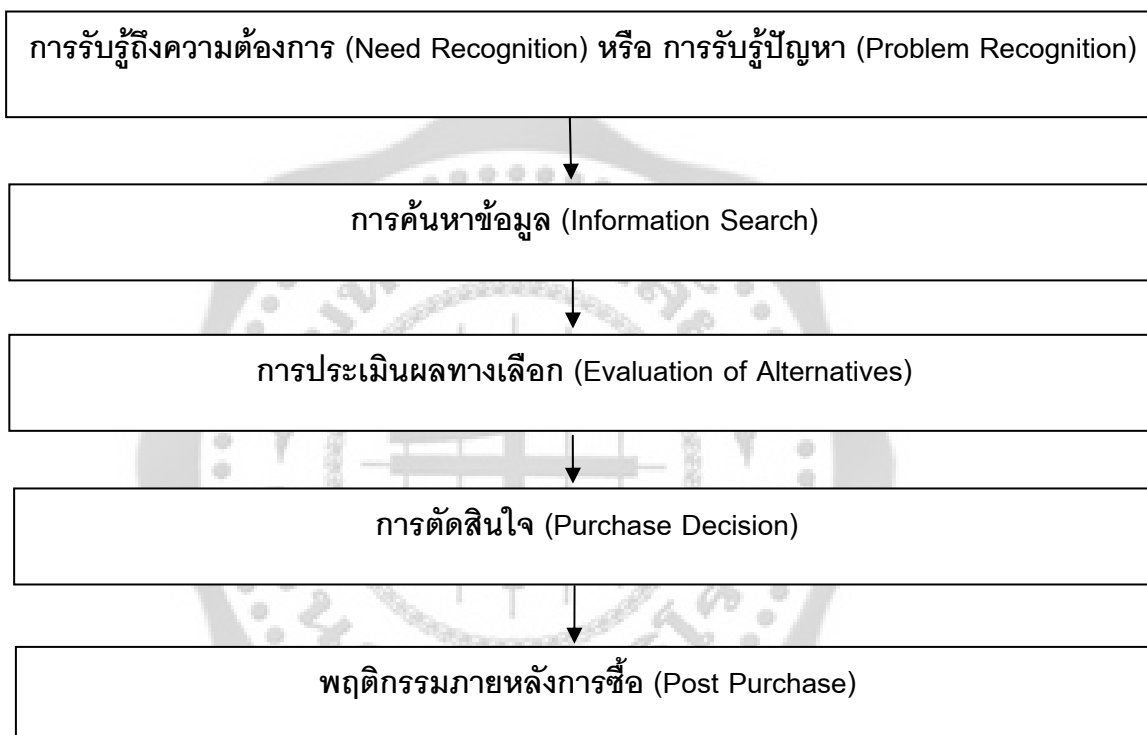 การรับรู้ถึงความต้องการ (Need Recognition) หรือ การรับรู้ปัญหา (Problem Recognition)
การค้นหาข้อมูล (Information Search)
การประเมินผลทางเลือก (Evaluation of Alternatives)
การตัดสินใจ (Purchase Decision)
พฤติกรรมภายหลังการซื้อ (Post Purchase)